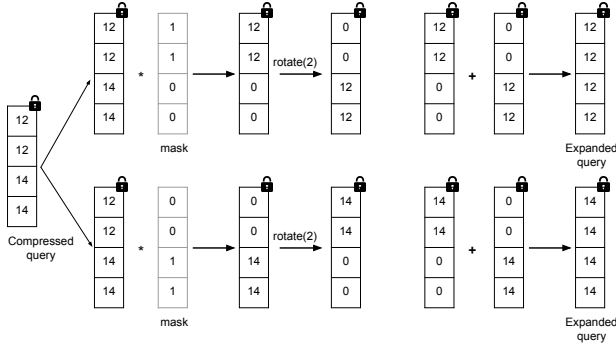 12 1 12 0 12 0 12
12 1 12 0 12 0 12
* rotate(2) +
14 0 0 12 0 12 12
14 0 0 12 0 12 12
mask
Expanded
query
12
12
14
14
Compressed
query
12 0 0 14 14 0 14
12 0 0 14 14 0 14
* rotate(2) +
14 1 14 0 0 14 14
14 1 14 0 0 14 14
mask
Expanded
query